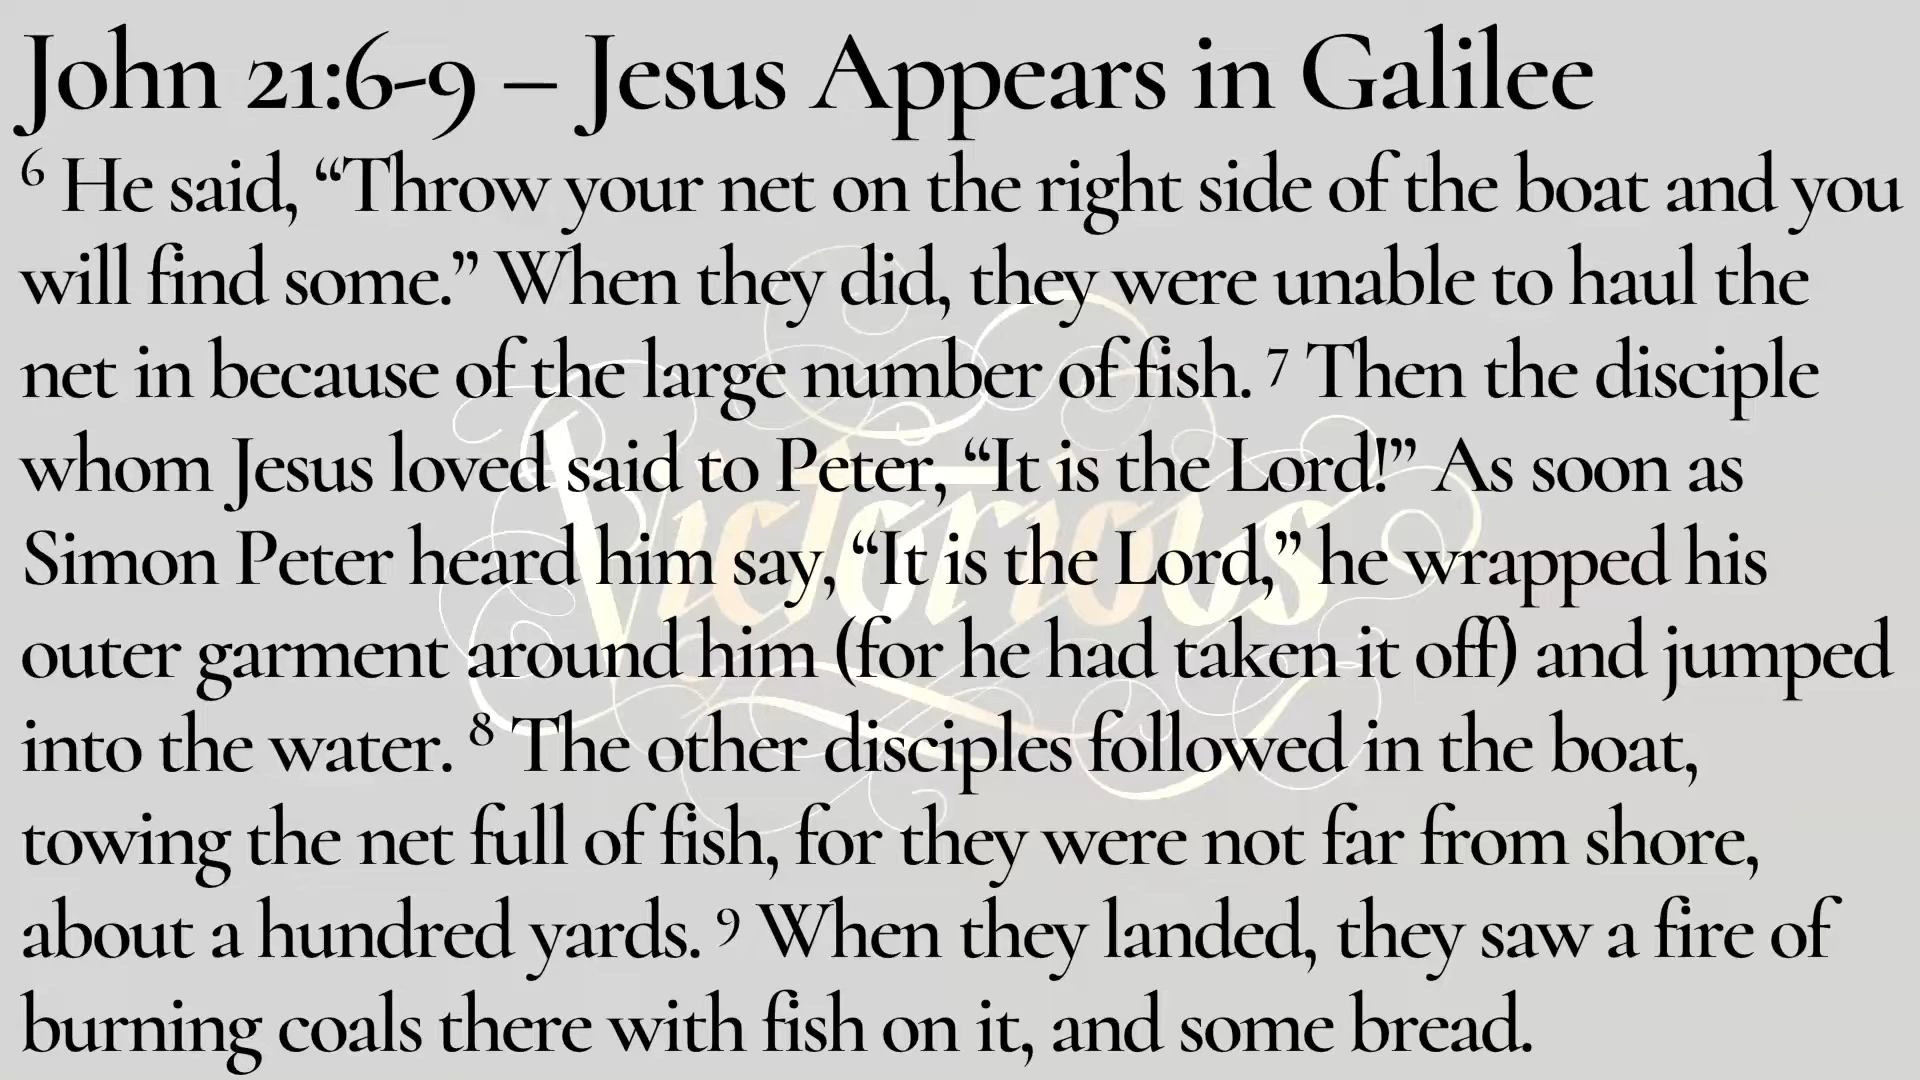 John 21:6-9 – Jesus Appears in Galilee
6 He said, “Throw your net on the right side of the boat and you
will find some.” When they did, they were unable to haul the
net in because of the large number of fish. 7 Then the disciple
whom Jesus loved said to Peter, “It is the Lord!” As soon as
Simon Peter heard him say, “It is the Lord,” he wrapped his
outer garment around him (for he had taken it off) and jumped
into the water. 8 The other disciples followed in the boat,
towing the net full of fish, for they were not far from shore,
about a hundred yards. 9 When they landed, they saw a fire of
burning coals there with fish on it, and some bread.
Victorious